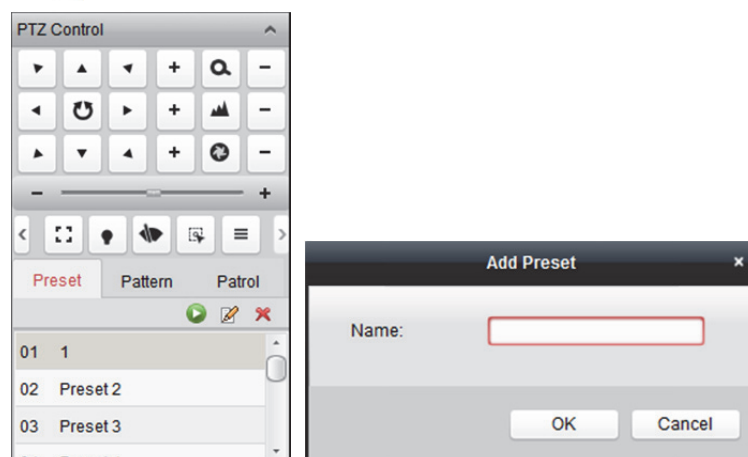 PTZ Control
Preset Pattern Patrol
01 1
02 Preset 2
03 Preset 3
Add Preset
Name:
OK Cancel